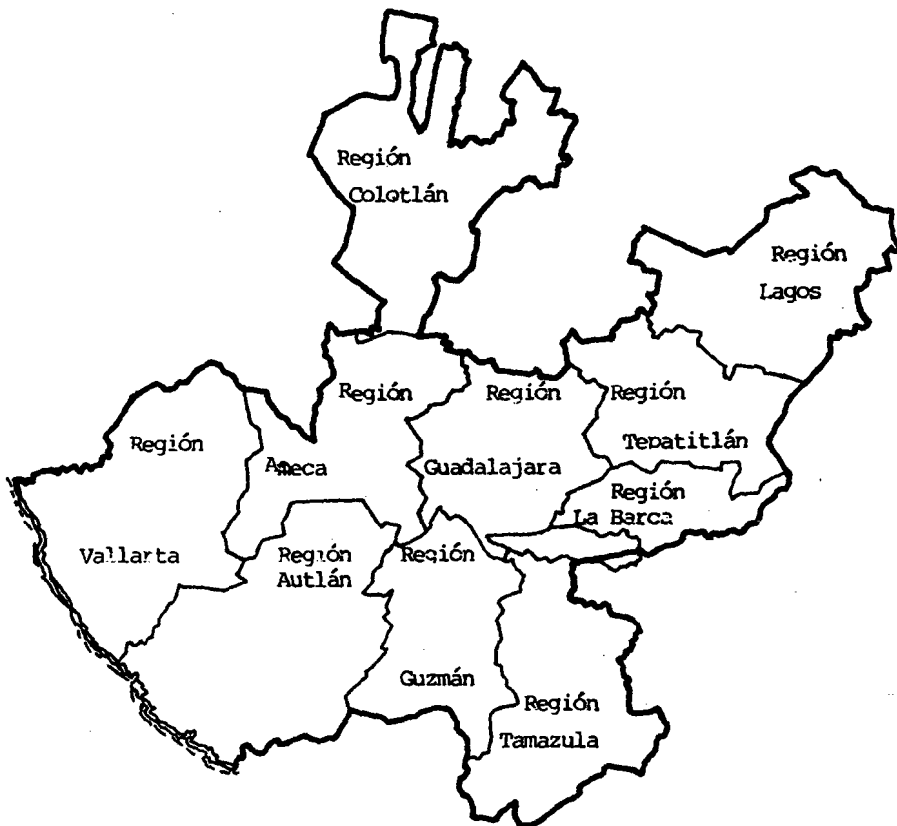 Región
Colotlán
Región
Lagos
Región
Ameca
Región
Guadalajara
Región
Tepatitlán
Región
Vallarta
Región
La Barca
Región
Autlán
Región
Guzmán
Región
Tamazula